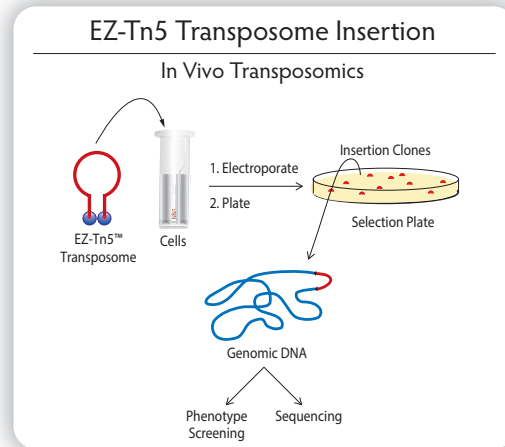 EZ-Tn5 Transposome Insertion
In Vivo Transposomics
1. Electroporate
2. Plate
Insertion Clones
Selection Plate
EZ-Tn5™
Transposome
Cells
Genomic DNA
Phenotype
Screening
Sequencing